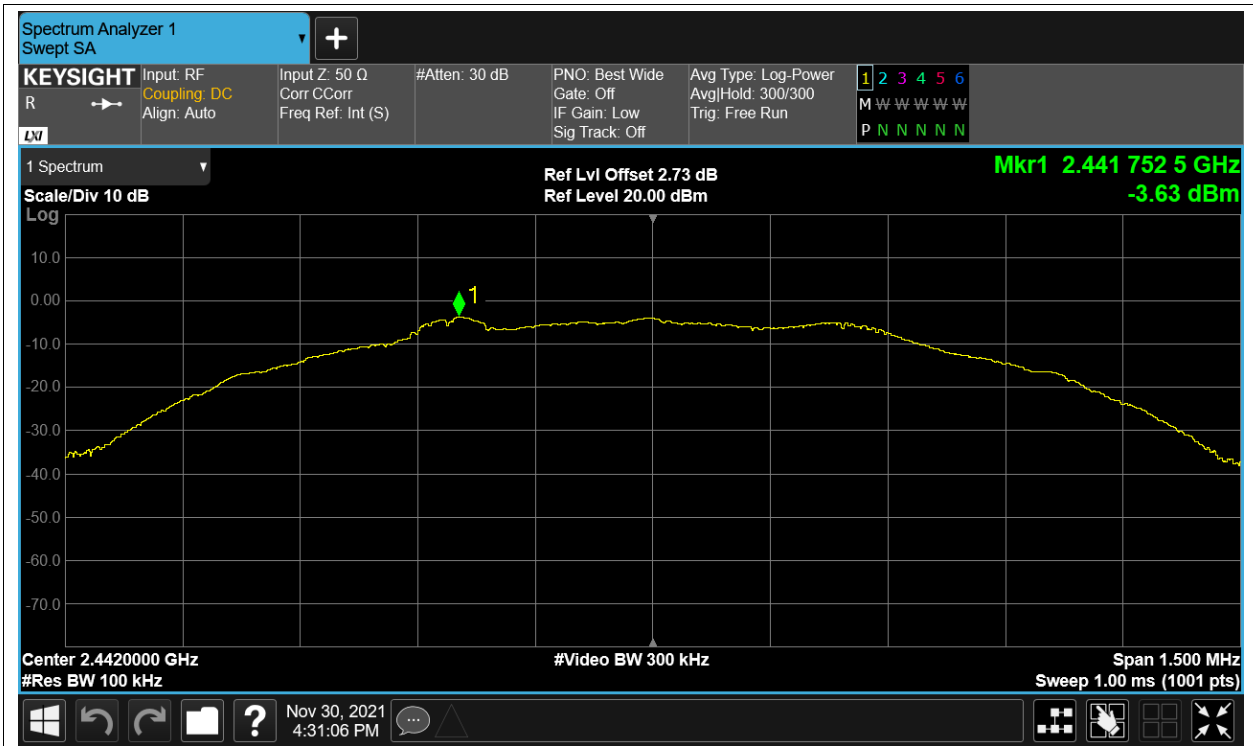 Spectrum Analyzer 1
Swept SA
▼
+
KEYSIGHT
R
LXI
Input: RF
Coupling: DC
Align: Auto
Input Z: 50 Ω
Corr CCorr
Freq Ref: Int (S)
#Atten: 30 dB
PNO: Best Wide
Gate: Off
IF Gain: Low
Sig Track: Off
Avg Type: Log-Power
Avg|Hold: 300/300
Trig: Free Run
1 2 3 4 5 6
M W W W W W W
P N N N N N N
1 Spectrum ▼
Scale/Div 10 dB
Ref Lvl Offset 2.73 dB
Ref Level 20.00 dBm
Mkr1 2.441 752 5 GHz
-3.63 dBm
Log
10.0
0.00
-10.0
-20.0
-30.0
-40.0
-50.0
-60.0
-70.0
1
Center 2.4420000 GHz
#Video BW 300 kHz
Span 1.500 MHz
#Res BW 100 kHz
Sweep 1.00 ms (1001 pts)
?
Nov 30, 2021
4:31:06 PM